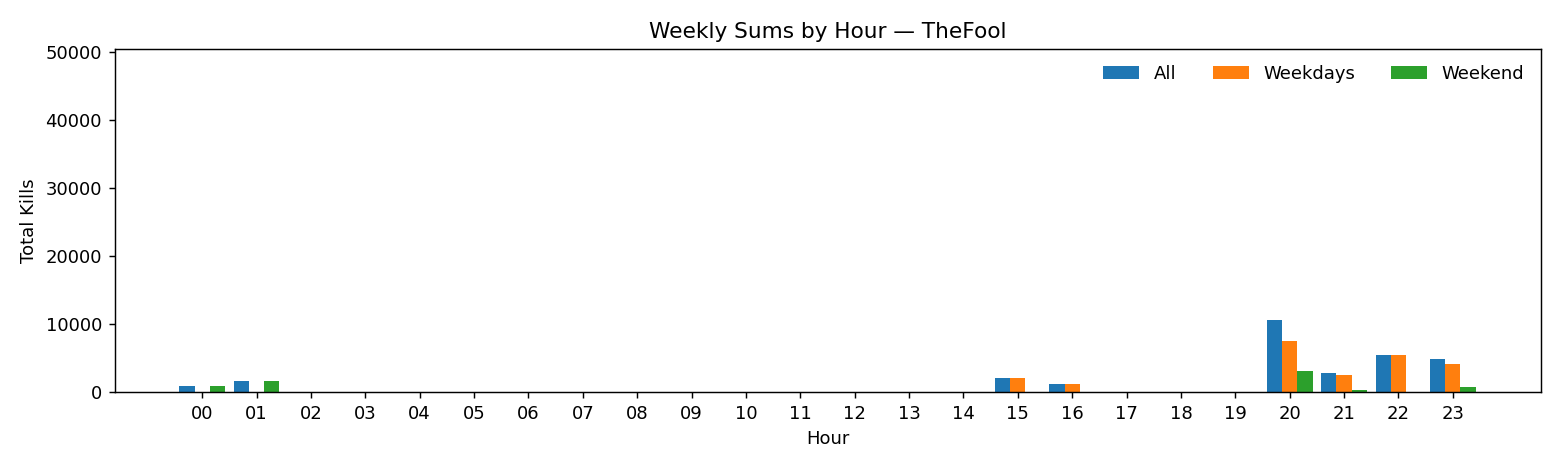 Weekly Sums by Hour — TheFool
All Weekdays Weekend
50000
40000
30000
20000
10000
0
Total Kills
00 01 02 03 04 05 06 07 08 09 10 11 12 13 14 15 16 17 18 19 20 21 22 23
Hour